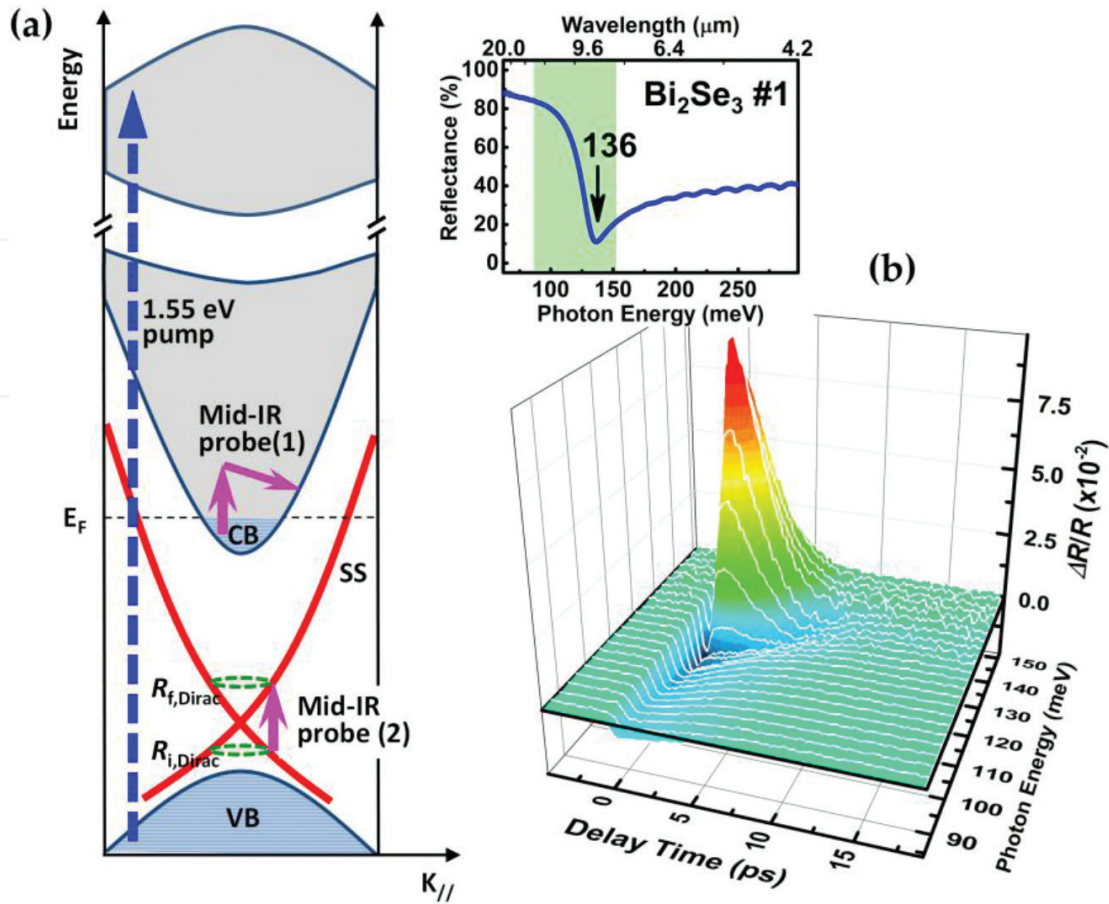 (a)
Energy
1.55 eV
pump
Mid-IR
probe(1)
E_F
CB
SS
R_i,Dirac
R_f,Dirac
Mid-IR
probe (2)
VB
K_//
Wavelength (μm)
20.0 9.6 6.4 4.2
Reflectance (%)
100
80
60
40
20
0
Bi₂Se₃ #1
136
100 150 200 250
Photon Energy (meV)
(b)
7.5
5.0
2.5
0.0
ΔR/R (x10⁻²)
150
140
130
120
110
100
90
Photon Energy (meV)
0 5 10 15
Delay Time (ps)